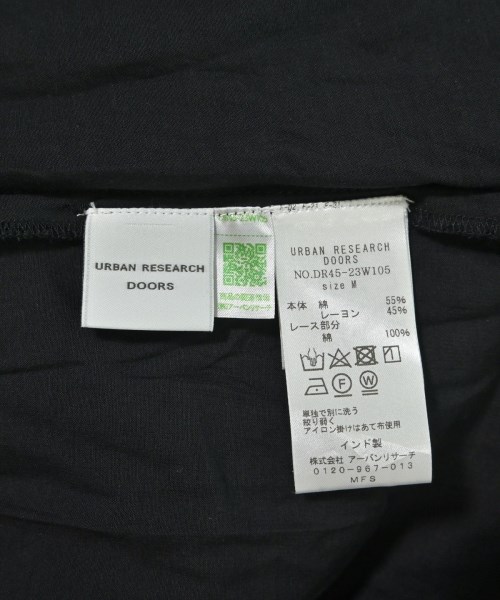 URBAN RESEARCH
DOORS
URBAN RESEARCH
DOORS
NO.DR45-23W105
size M
本体 綿 55%
レーヨン 45%
レース部分
綿 100%
単独で別に洗う
絞り弱く
アイロン掛けはあて布使用
インド製
株式会社 アーバンリサーチ
0120-967-013
MFS